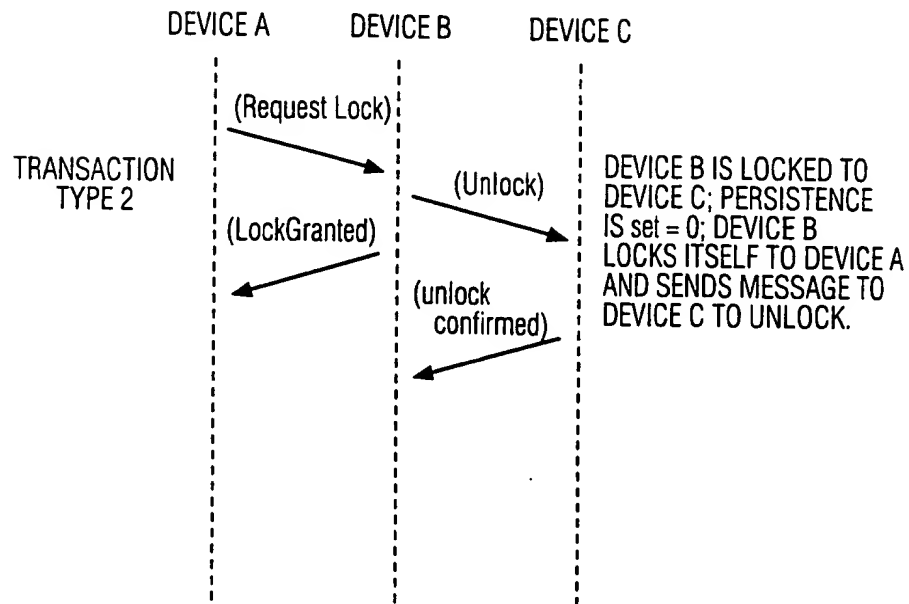 DEVICE A
DEVICE B
DEVICE C
(Request Lock)
TRANSACTION
TYPE 2
(Unlock)
(LockGranted)
(unlock
confirmed)
DEVICE B IS LOCKED TO
DEVICE C; PERSISTENCE
IS set = 0; DEVICE B
LOCKS ITSELF TO DEVICE A
AND SENDS MESSAGE TO
DEVICE C TO UNLOCK.